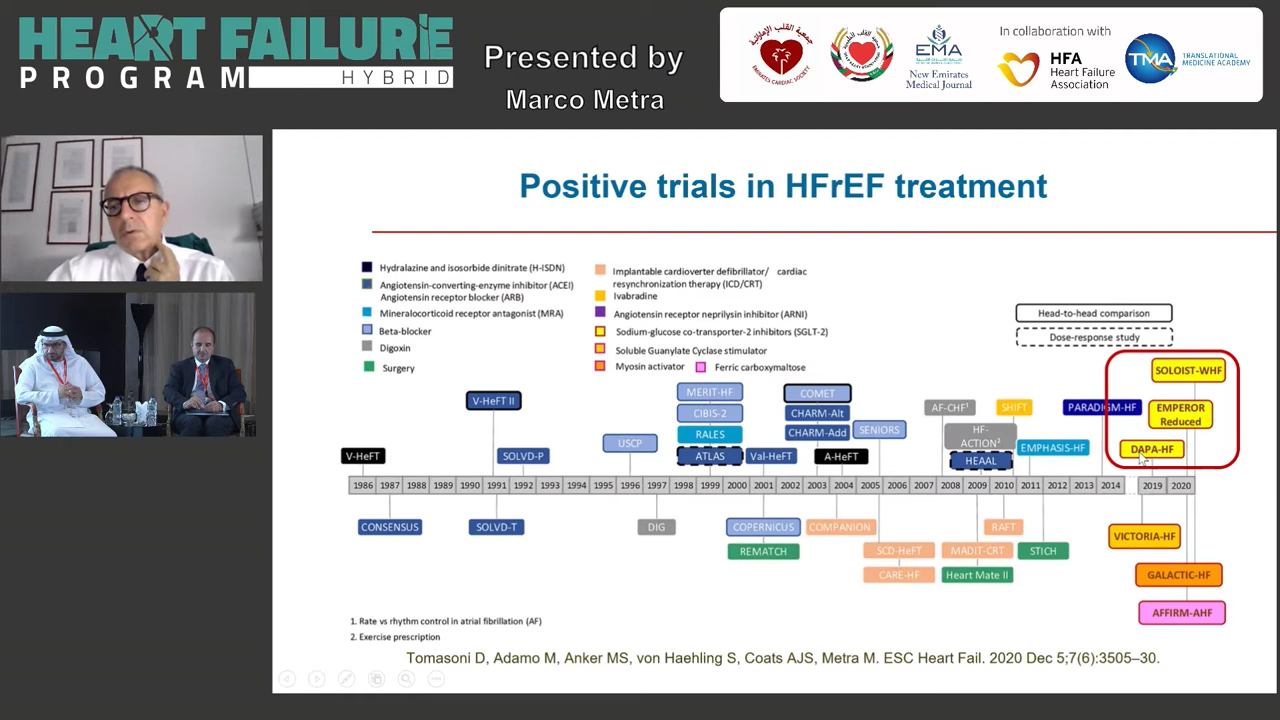 HEART FAILURE
PROGRAM
HYBRID
Presented by
Marco Metra
EMA
New Emirates
Medical Journal
In collaboration with
HFA
Heart Failure
Association
TMA
TRANSLATIONAL
MEDICINE ACADEMY
Positive trials in HFrEF treatment
Hydralazine and isosorbide dinitrate (H-ISDN)
Angiotensin-converting-enzyme inhibitor (ACEI)
Angiotensin receptor blocker (ARB)
Mineralocorticoid receptor antagonist (MRA)
Beta-blocker
Digoxin
Surgery
Implantable cardioverter defibrillator/ cardiac
resynchronization therapy (ICD/CRT)
Ivabradine
Angiotensin receptor neprilysin inhibitor (ARNI)
Sodium-glucose co-transporter-2 inhibitors (SGLT-2)
Soluble Guanylate Cyclase stimulator
Myosin activator
Ferric carboxymaltose
Head-to-head comparison
Dose-response study
SOLOIST-WHF
V-HeFT II
MERIT-HF
COMET
CIBIS-2
CHARM-Alt
AF-CHF¹
SHIFT
PARADIGM-HF
EMPEROR
Reduced
USCP
RALES
CHARM-Add
SENIORS
HF-
ACTION²
EMPHASIS-HF
DAPA-HF
V-HeFT
SOLVD-P
ATLAS
Val-HeFT
A-HeFT
HEAAL
1986 1987 1988 1989 1990 1991 1992 1993 1994 1995 1996 1997 1998 1999 2000 2001 2002 2003 2004 2005 2006 2007 2008 2009 2010 2011 2012 2013 2014 2019 2020
CONSENSUS
SOLVD-T
DIG
COPERNICUS
COMPANION
RAFT
VICTORIA-HF
REMATCH
SCD-HeFT
MADIT-CRT
STICH
CARE-HF
Heart Mate II
GALACTIC-HF
AFFIRM-AHF
1. Rate vs rhythm control in atrial fibrillation (AF)
2. Exercise prescription
Tomasoni D, Adamo M, Anker MS, von Haehling S, Coats AJS, Metra M. ESC Heart Fail. 2020 Dec 5;7(6):3505–30.